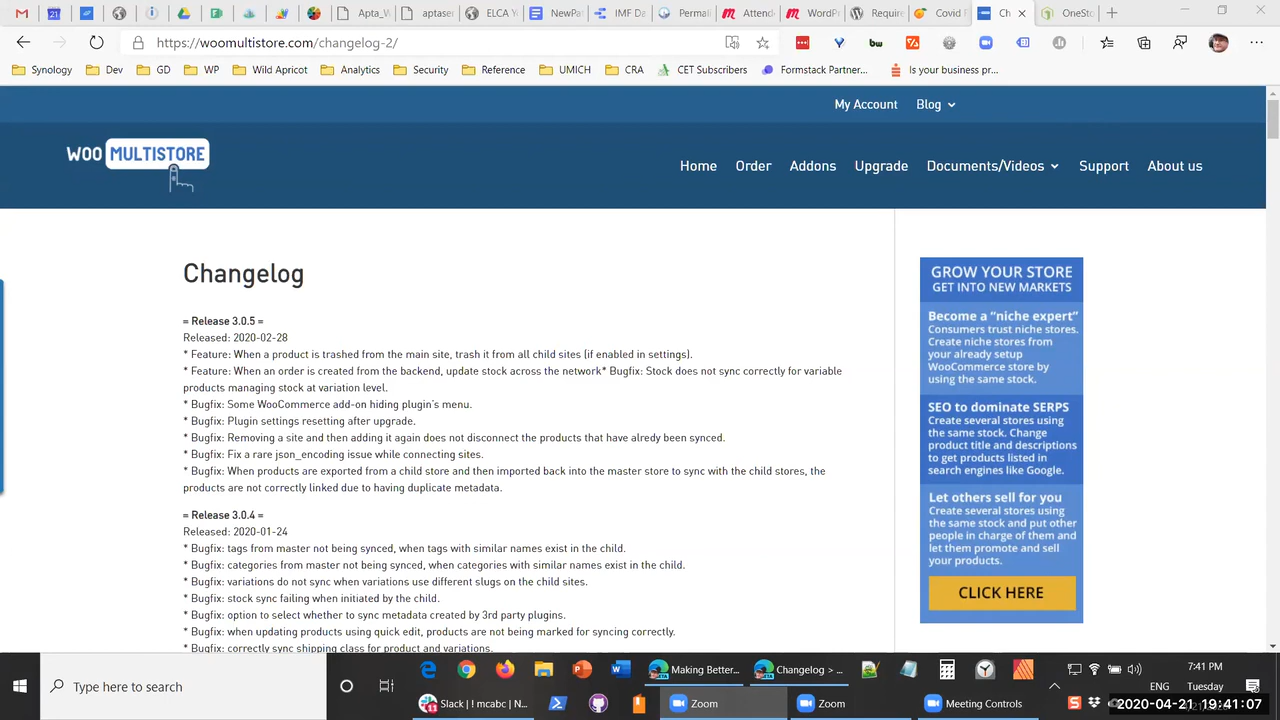 Apta_W
aptaser
ELCA Y
NewPa
IMF Da
Permali
Attend
WordP
Require
Covid F
Ch
OneSto
https://woomultistore.com/changelog-2/
Synology
Dev
GD
WP
Wild Apricot
Analytics
Security
Reference
UMICH
CRA
CET Subscribers
Formstack Partner...
Is your business pr...
My Account
Blog
WOO MULTISTORE
Home
Order
Addons
Upgrade
Documents/Videos
Support
About us
Changelog
= Release 3.0.5 =
Released: 2020-02-28
* Feature: When a product is trashed from the main site, trash it from all child sites (if enabled in settings).
* Feature: When an order is created from the backend, update stock across the network* Bugfix: Stock does not sync correctly for variable
products managing stock at variation level.
* Bugfix: Some WooCommerce add-on hiding plugin's menu.
* Bugfix: Plugin settings resetting after upgrade.
* Bugfix: Removing a site and then adding it again does not disconnect the products that have alredy been synced.
* Bugfix: Fix a rare json_encoding issue while connecting sites.
* Bugfix: When products are exported from a child store and then imported back into the master store to sync with the child stores, the
products are not correctly linked due to having duplicate metadata.
= Release 3.0.4 =
Released: 2020-01-24
* Bugfix: tags from master not being synced, when tags with similar names exist in the child.
* Bugfix: categories from master not being synced, when categories with similar names exist in the child.
* Bugfix: variations do not sync when variations use different slugs on the child sites.
* Bugfix: stock sync failing when initiated by the child.
* Bugfix: option to select whether to sync metadata created by 3rd party plugins.
* Bugfix: when updating products using quick edit, products are not being marked for syncing correctly.
* Bugfix: correctly sync shipping class for product and variations.
GROW YOUR STORE
GET INTO NEW MARKETS
Become a "niche expert"
Consumers trust niche stores.
Create niche stores from
your already setup
WooCommerce store by
using the same stock.
SEO to dominate SERPS
Create several stores using
the same stock. Change
product title and descriptions
to get products listed in
search engines like Google.
Let others sell for you
Create several stores using
the same stock and put other
people in charge of them and
let them promote and sell
your products.
CLICK HERE
Making Better...
Changelog > ...
7:41 PM
Type here to search
ENG
Tuesday
Slack | ! mcabc | N...
Zoom
Zoom
Meeting Controls
2020-04-21 19:41:07